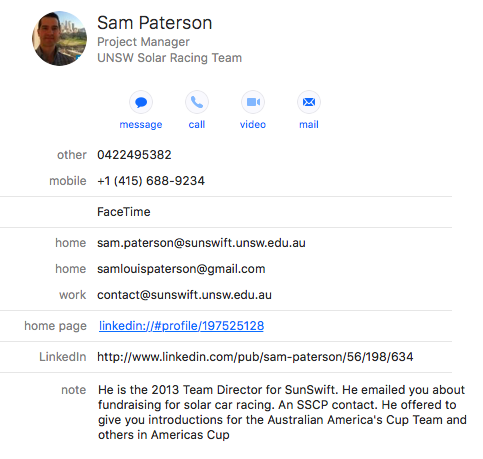 Sam Paterson
Project Manager
UNSW Solar Racing Team
message call video mail
other 0422495382
mobile +1 (415) 688-9234
FaceTime
home sam.paterson@sunswift.unsw.edu.au
home samlouispaterson@gmail.com
work contact@sunswift.unsw.edu.au
home page linkedin://#profile/197525128
LinkedIn http://www.linkedin.com/pub/sam-paterson/56/198/634
note He is the 2013 Team Director for SunSwift. He emailed you about
fundraising for solar car racing. An SSCP contact. He offered to
give you introductions for the Australian America's Cup Team and
others in Americas Cup